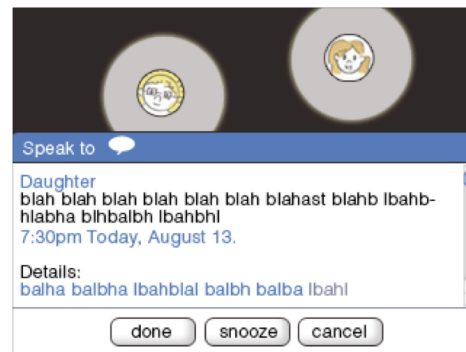 Speak to
Daughter
blah blah blah blah blah blah blahast blahb lbahb-
hlabha blhbalbh lbahbhl
7:30pm Today, August 13.
Details:
balha balbha lbahblal balbh balba lbahl
done snooze cancel